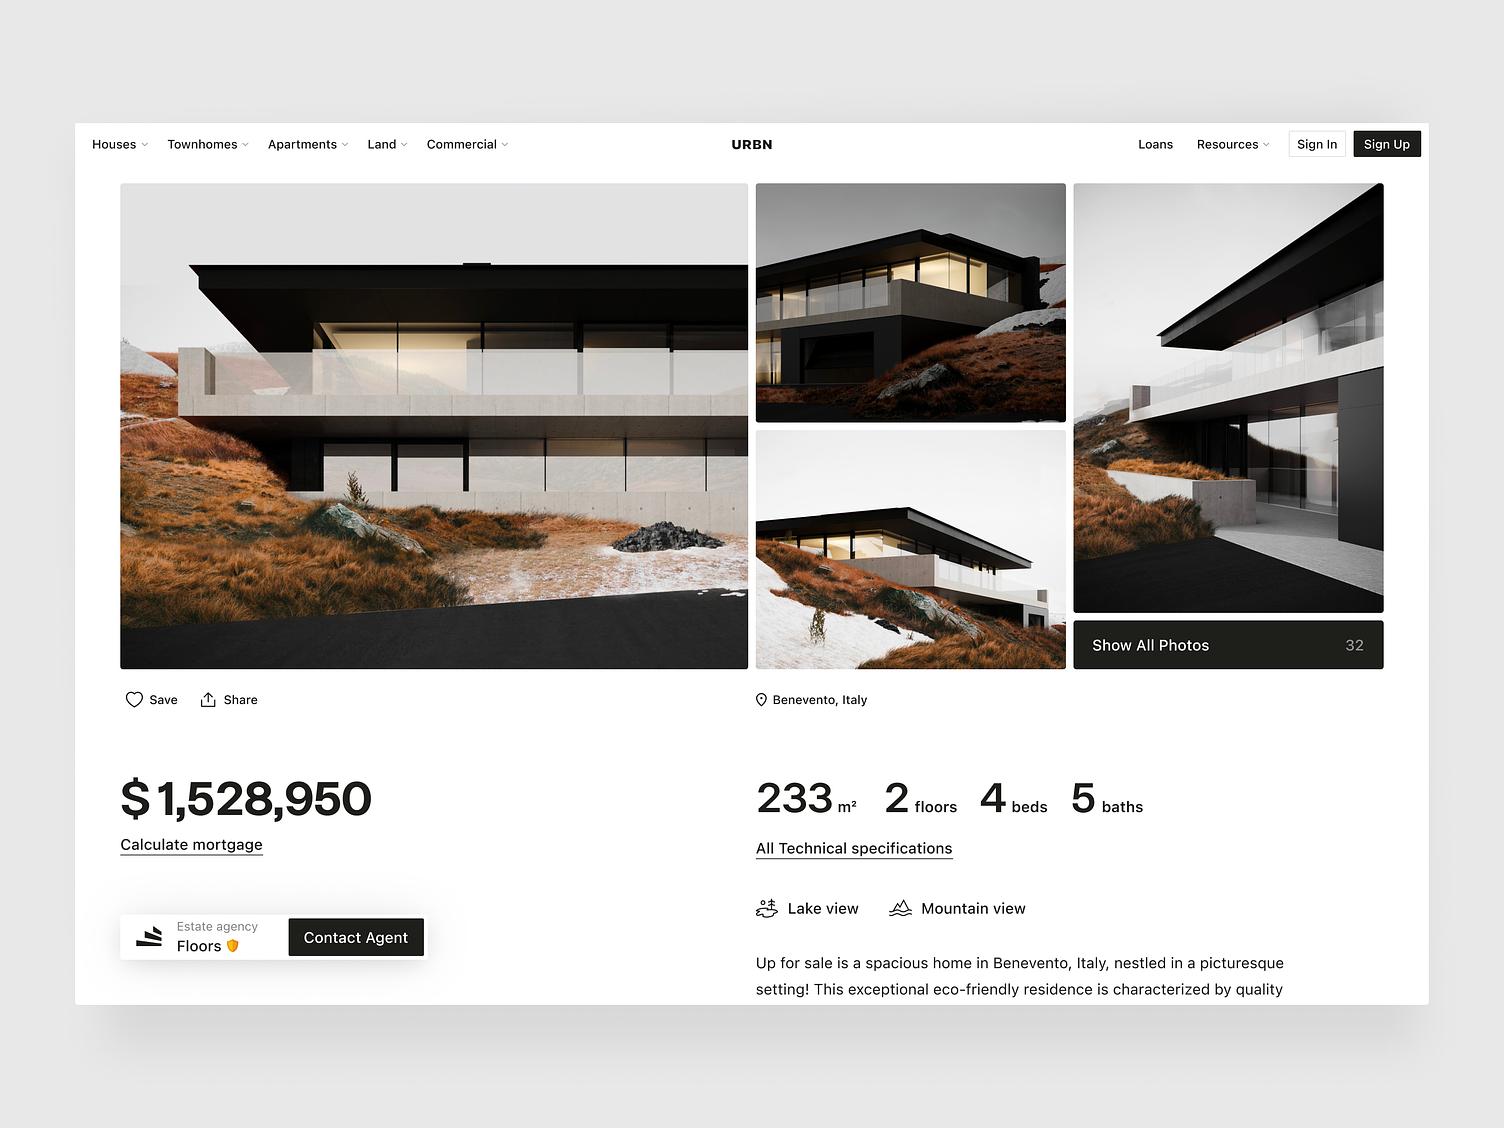 Houses Townhomes Apartments Land Commercial URBN Loans Resources Sign In Sign Up
Show All Photos 32
Save Share Benevento, Italy
$1,528,950
Calculate mortgage
233 m² 2 floors 4 beds 5 baths
All Technical specifications
Lake view Mountain view
Estate agency
Floors
Contact Agent
Up for sale is a spacious home in Benevento, Italy, nestled in a picturesque
setting! This exceptional eco-friendly residence is characterized by quality